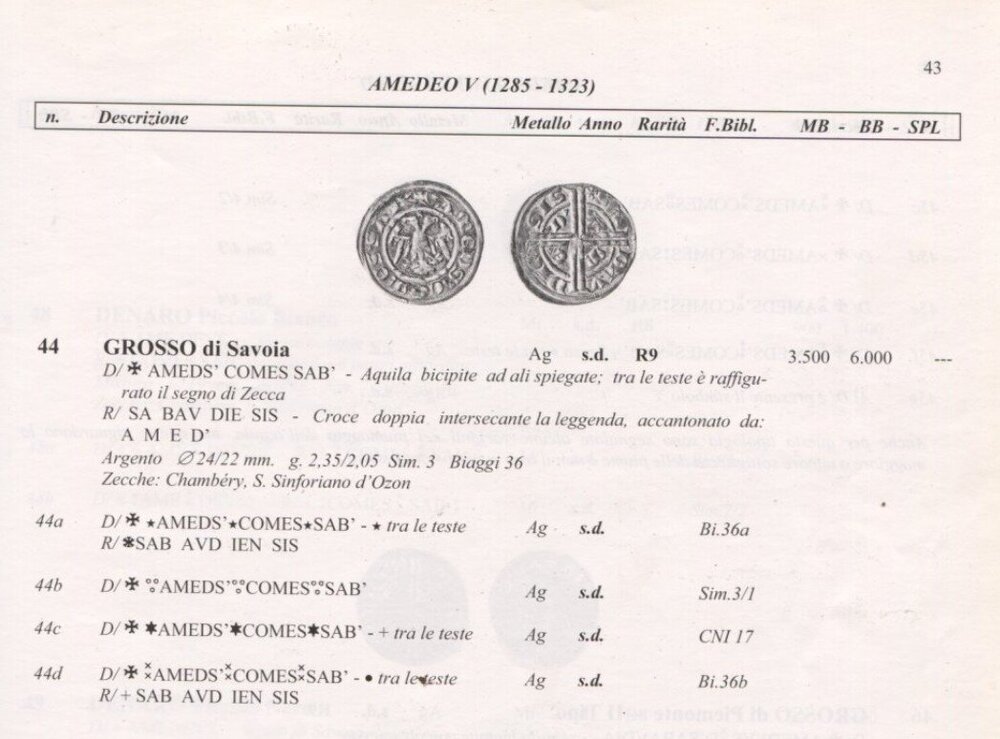 43
AMEDEO V (1285 - 1323)
n. Descrizione Metallo Anno Rarità F.Bibl. MB - BB - SPL
44 GROSSO di Savoia Ag s.d. R9 3.500 6.000 ---
D/ ✠ AMEDS' COMES SAB' - Aquila bicipite ad ali spiegate; tra le teste è raffigu-
rato il segno di Zecca
R/ SA BAV DIE SIS - Croce doppia intersecante la leggenda, accantonato da:
A M E D'
Argento ∅ 24/22 mm. g. 2,35/2,05 Sim. 3 Biaggi 36
Zecche: Chambéry, S. Sinforiano d'Ozon
44a D/ ✠ ★AMEDS'★COMES★SAB' - ★ tra le teste Ag s.d. Bi.36a
R/ ✱SAB AVD IEN SIS
44b D/ ✠ °°AMEDS'°°COMES°°SAB' Ag s.d. Sim.3/1
44c D/ ✠ ✶AMEDS'✶COMES✶SAB' - + tra le teste Ag s.d. CNI 17
44d D/ ✠ ××AMEDS'××COMES××SAB' - ● tra le teste Ag s.d. Bi.36b
R/ + SAB AVD IEN SIS